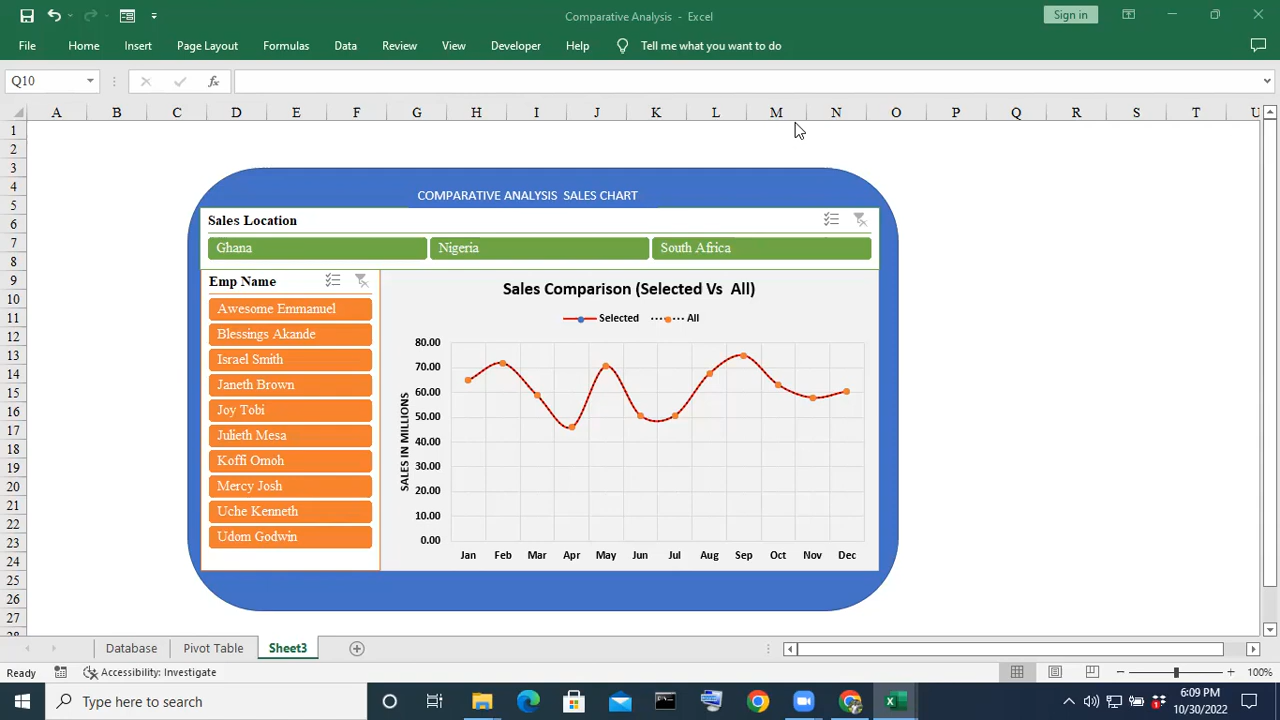 Comparative Analysis - Excel
Sign in
File Home Insert Page Layout Formulas Data Review View Developer Help Tell me what you want to do
Q10
fx
A B C D E F G H I J K L M N O P Q R S T U
1
2
3
4
5
6
7
8
9
10
11
12
13
14
15
16
17
18
19
20
21
22
23
24
25
26
27
28
COMPARATIVE ANALYSIS SALES CHART
Sales Location
Ghana Nigeria South Africa
Emp Name
Awesome Emmanuel
Blessings Akande
Israel Smith
Janeth Brown
Joy Tobi
Julieth Mesa
Koffi Omoh
Mercy Josh
Uche Kenneth
Udom Godwin
Sales Comparison (Selected Vs All)
Selected All
SALES IN MILLIONS
80.00
70.00
60.00
50.00
40.00
30.00
20.00
10.00
0.00
Jan Feb Mar Apr May Jun Jul Aug Sep Oct Nov Dec
Database Pivot Table Sheet3
Ready Accessibility: Investigate 100%
Type here to search
6:09 PM
10/30/2022